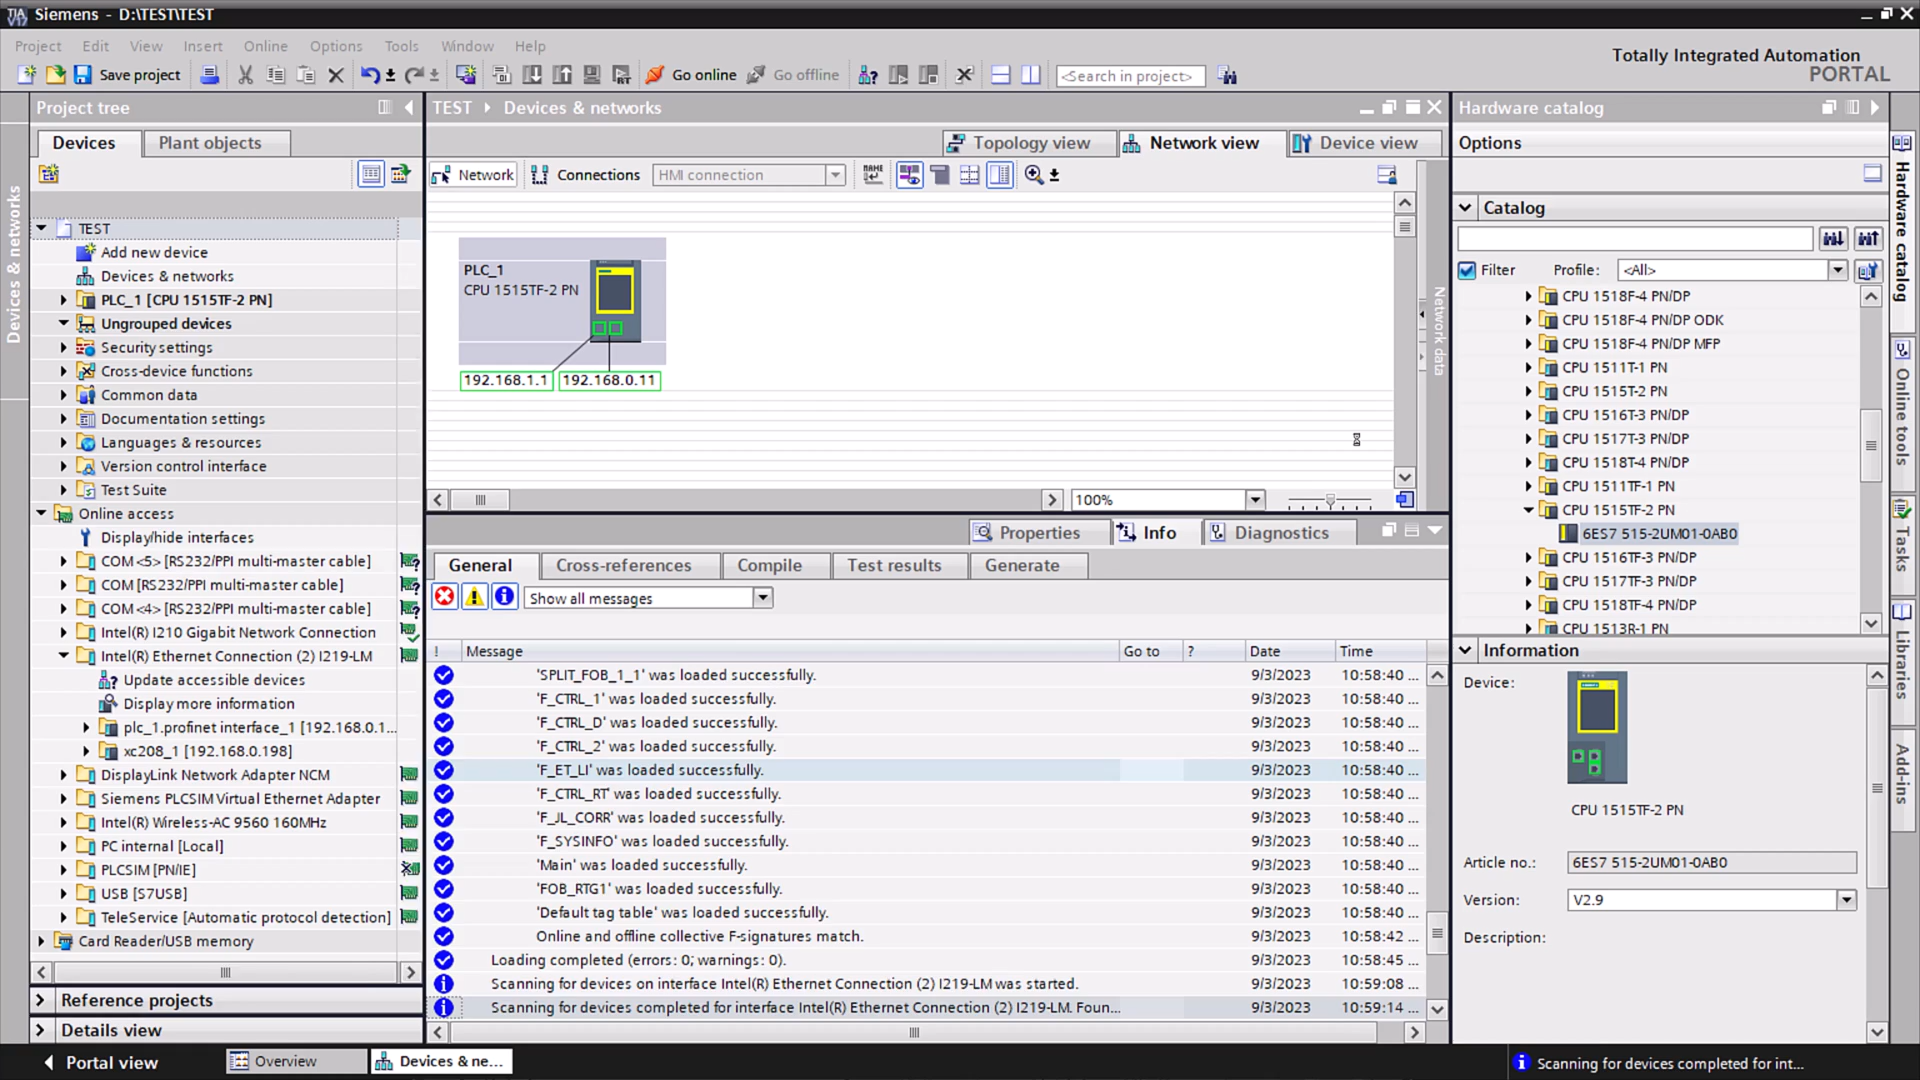 Siemens - D:\TEST\TEST
Project Edit View Insert Online Options Tools Window Help
Totally Integrated Automation
PORTAL
Save project Go online Go offline <Search in project>
Project tree
Devices Plant objects
Devices & networks
TEST
Add new device
Devices & networks
PLC_1 [CPU 1515TF-2 PN]
Ungrouped devices
Security settings
Cross-device functions
Common data
Documentation settings
Languages & resources
Version control interface
Test Suite
Online access
Display/hide interfaces
COM <5> [RS232/PPI multi-master cable]
COM [RS232/PPI multi-master cable]
COM <4> [RS232/PPI multi-master cable]
Intel(R) I210 Gigabit Network Connection
Intel(R) Ethernet Connection (2) I219-LM
Update accessible devices
Display more information
plc_1.profinet interface_1 [192.168.0.1...
xc208_1 [192.168.0.198]
DisplayLink Network Adapter NCM
Siemens PLCSIM Virtual Ethernet Adapter
Intel(R) Wireless-AC 9560 160MHz
PC internal [Local]
PLCSIM [PN/IE]
USB [S7USB]
TeleService [Automatic protocol detection]
Card Reader/USB memory
Reference projects
Details view
TEST Devices & networks
Topology view Network view Device view
Network Connections HMI connection
PLC_1
CPU 1515TF-2 PN
192.168.1.1 192.168.0.11
Network data
100%
Properties Info Diagnostics
General Cross-references Compile Test results Generate
Show all messages
! Message Go to ? Date Time
'SPLIT_FOB_1_1' was loaded successfully. 9/3/2023 10:58:40 ...
'F_CTRL_1' was loaded successfully. 9/3/2023 10:58:40 ...
'F_CTRL_D' was loaded successfully. 9/3/2023 10:58:40 ...
'F_CTRL_2' was loaded successfully. 9/3/2023 10:58:40 ...
'F_ET_LI' was loaded successfully. 9/3/2023 10:58:40 ...
'F_CTRL_RT' was loaded successfully. 9/3/2023 10:58:40 ...
'F_JL_CORR' was loaded successfully. 9/3/2023 10:58:40 ...
'F_SYSINFO' was loaded successfully. 9/3/2023 10:58:40 ...
'Main' was loaded successfully. 9/3/2023 10:58:40 ...
'FOB_RTG1' was loaded successfully. 9/3/2023 10:58:40 ...
'Default tag table' was loaded successfully. 9/3/2023 10:58:40 ...
Online and offline collective F-signatures match. 9/3/2023 10:58:42 ...
Loading completed (errors: 0; warnings: 0). 9/3/2023 10:58:45 ...
Scanning for devices on interface Intel(R) Ethernet Connection (2) I219-LM was started. 9/3/2023 10:59:08 ...
Scanning for devices completed for interface Intel(R) Ethernet Connection (2) I219-LM. Foun... 9/3/2023 10:59:14 ...
Hardware catalog
Options
Catalog
Filter Profile: <All>
CPU 1518F-4 PN/DP
CPU 1518F-4 PN/DP ODK
CPU 1518F-4 PN/DP MFP
CPU 1511T-1 PN
CPU 1515T-2 PN
CPU 1516T-3 PN/DP
CPU 1517T-3 PN/DP
CPU 1518T-4 PN/DP
CPU 1511TF-1 PN
CPU 1515TF-2 PN
6ES7 515-2UM01-0AB0
CPU 1516TF-3 PN/DP
CPU 1517TF-3 PN/DP
CPU 1518TF-4 PN/DP
CPU 1513R-1 PN
Information
Device:
CPU 1515TF-2 PN
Article no.: 6ES7 515-2UM01-0AB0
Version: V2.9
Description:
Hardware catalog
Online tools
Tasks
Libraries
Add-ins
Portal view Overview Devices & ne... Scanning for devices completed for int...